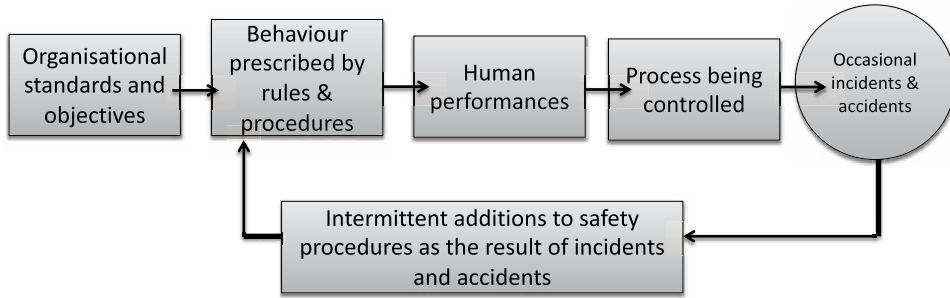 Organisational
standards and
objectives
Behaviour
prescribed by
rules &
procedures
Human
performances
Process being
controlled
Occasional
incidents &
accidents
Intermittent additions to safety
procedures as the result of incidents
and accidents